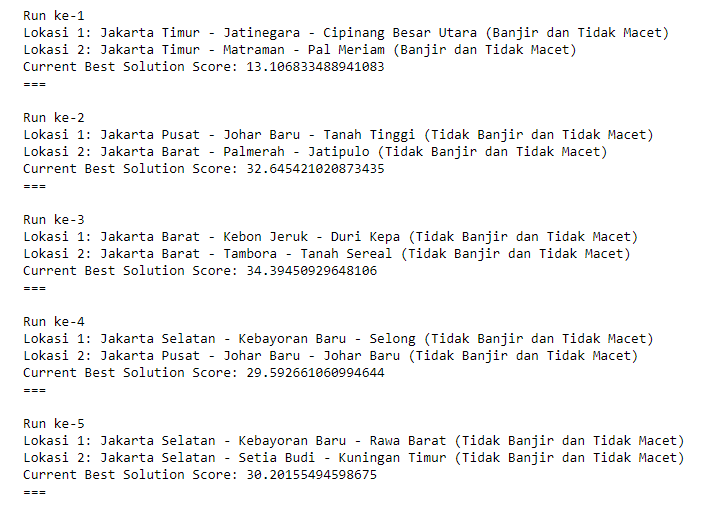 Run ke-1
Lokasi 1: Jakarta Timur - Jatinegara - Cipinang Besar Utara (Banjir dan Tidak Macet)
Lokasi 2: Jakarta Timur - Matraman - Pal Meriam (Banjir dan Tidak Macet)
Current Best Solution Score: 13.106833488941083
===
Run ke-2
Lokasi 1: Jakarta Pusat - Johar Baru - Tanah Tinggi (Tidak Banjir dan Tidak Macet)
Lokasi 2: Jakarta Barat - Palmerah - Jatipulo (Tidak Banjir dan Tidak Macet)
Current Best Solution Score: 32.645421020873435
===
Run ke-3
Lokasi 1: Jakarta Barat - Kebon Jeruk - Duri Kepa (Tidak Banjir dan Tidak Macet)
Lokasi 2: Jakarta Barat - Tambora - Tanah Sereal (Tidak Banjir dan Tidak Macet)
Current Best Solution Score: 34.39450929648106
===
Run ke-4
Lokasi 1: Jakarta Selatan - Kebayoran Baru - Selong (Tidak Banjir dan Tidak Macet)
Lokasi 2: Jakarta Pusat - Johar Baru - Johar Baru (Tidak Banjir dan Tidak Macet)
Current Best Solution Score: 29.592661060994644
===
Run ke-5
Lokasi 1: Jakarta Selatan - Kebayoran Baru - Rawa Barat (Tidak Banjir dan Tidak Macet)
Lokasi 2: Jakarta Selatan - Setia Budi - Kuningan Timur (Tidak Banjir dan Tidak Macet)
Current Best Solution Score: 30.20155494598675
===